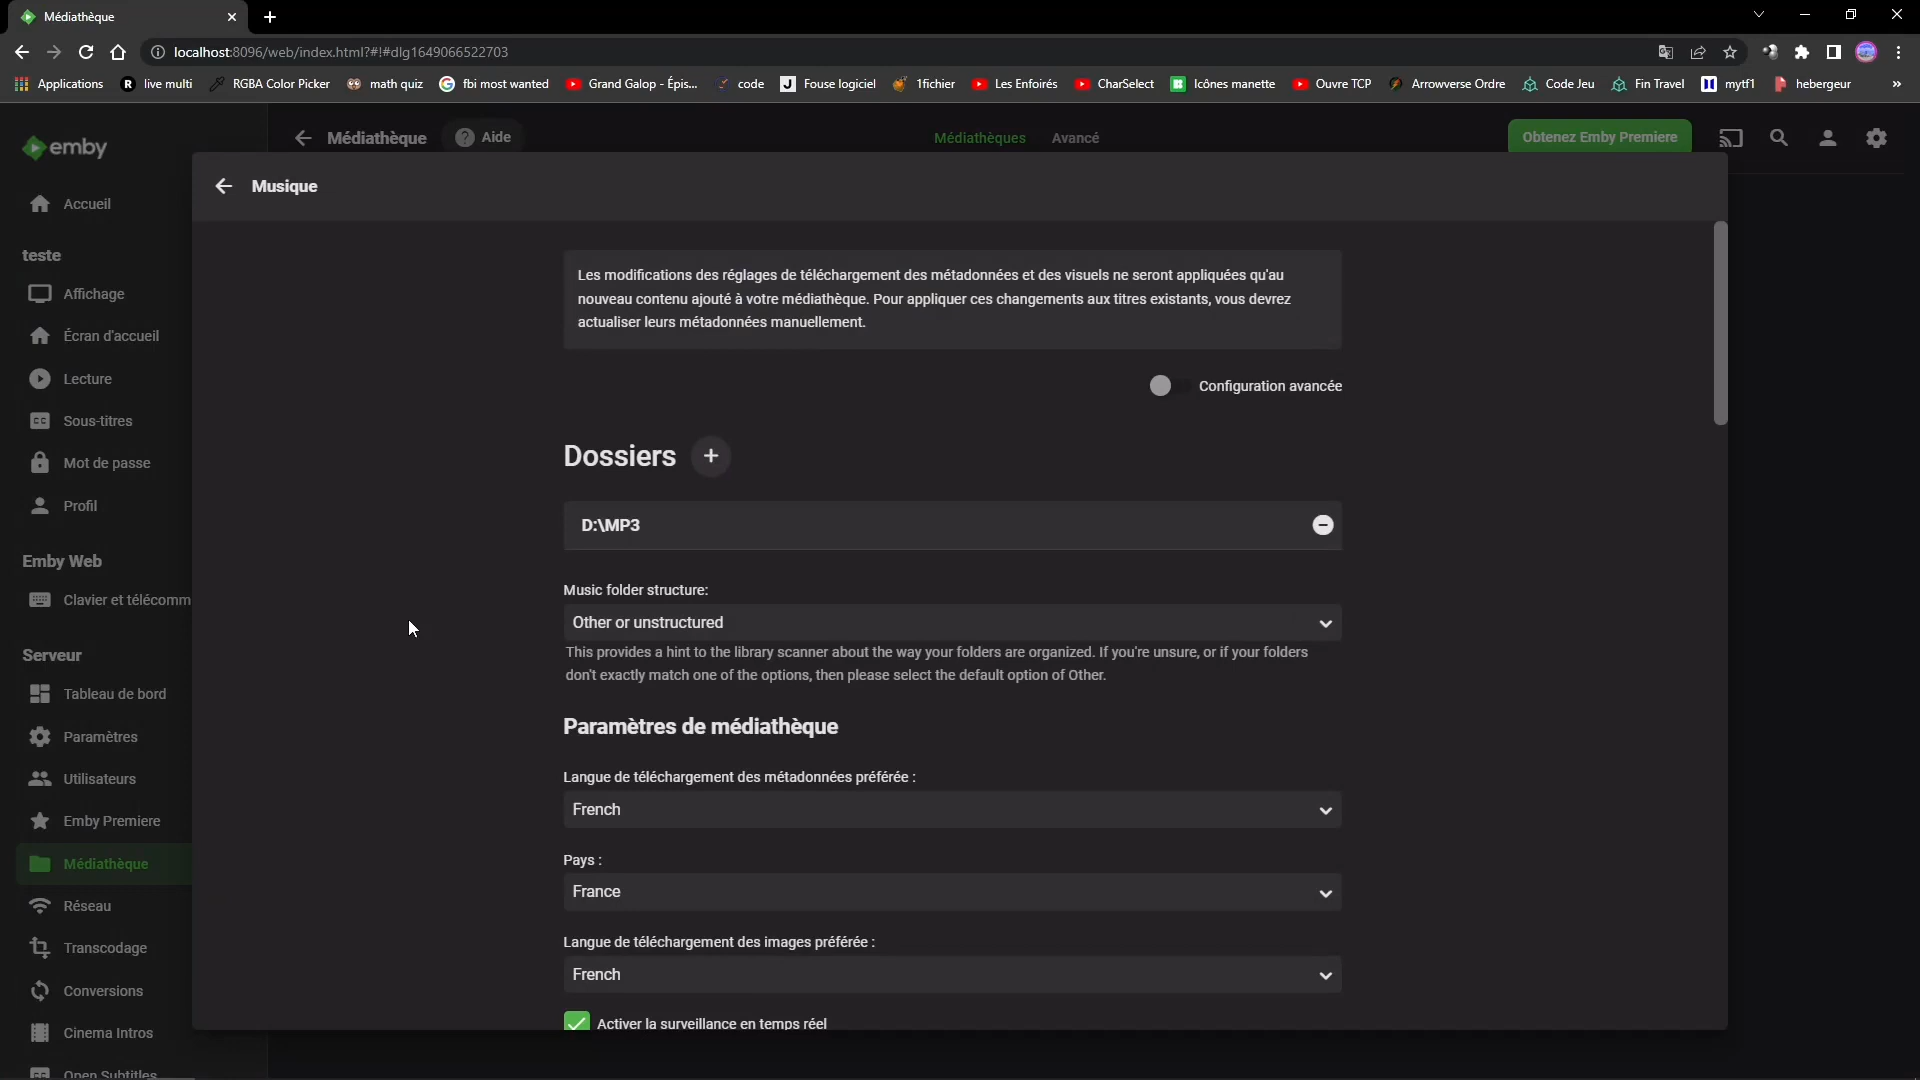 Médiathèque
localhost:8096/web/index.html?#!#dlg1649066522703
Applications
live multi
RGBA Color Picker
math quiz
fbi most wanted
Grand Galop - Épis...
code
Fouse logiciel
1fichier
Les Enfoirés
CharSelect
Icônes manette
Ouvre TCP
Arrowverse Ordre
Code Jeu
Fin Travel
mytf1
hebergeur
»
emby
Médiathèque
Aide
Médiathèques
Avancé
Obtenez Emby Premiere
Musique
Accueil
teste
Affichage
Écran d'accueil
Lecture
Sous-titres
Mot de passe
Profil
Emby Web
Clavier et télécomm
Serveur
Tableau de bord
Paramètres
Utilisateurs
Emby Premiere
Médiathèque
Réseau
Transcodage
Conversions
Cinema Intros
Open Subtitles
Les modifications des réglages de téléchargement des métadonnées et des visuels ne seront appliquées qu'au
nouveau contenu ajouté à votre médiathèque. Pour appliquer ces changements aux titres existants, vous devrez
actualiser leurs métadonnées manuellement.
Configuration avancée
Dossiers
D:\MP3
Music folder structure:
Other or unstructured
This provides a hint to the library scanner about the way your folders are organized. If you're unsure, or if your folders
don't exactly match one of the options, then please select the default option of Other.
Paramètres de médiathèque
Langue de téléchargement des métadonnées préférée :
French
Pays :
France
Langue de téléchargement des images préférée :
French
Activer la surveillance en temps réel